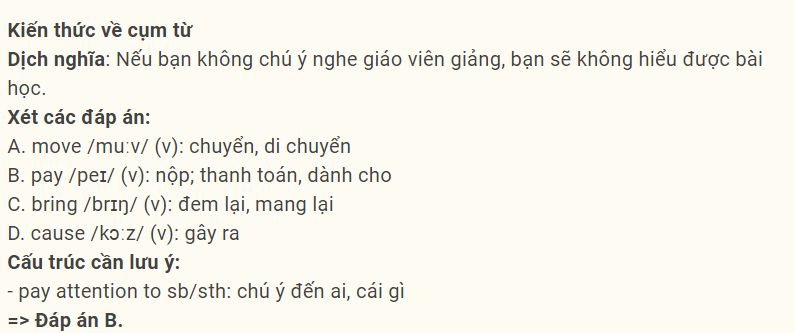 Kiến thức về cụm từ
Dịch nghĩa: Nếu bạn không chú ý nghe giáo viên giảng, bạn sẽ không hiểu được bài
học.
Xét các đáp án:
A. move /muːv/ (v): chuyển, di chuyển
B. pay /peɪ/ (v): nộp; thanh toán, dành cho
C. bring /brɪŋ/ (v): đem lại, mang lại
D. cause /kɔːz/ (v): gây ra
Cấu trúc cần lưu ý:
- pay attention to sb/sth: chú ý đến ai, cái gì
=> Đáp án B.